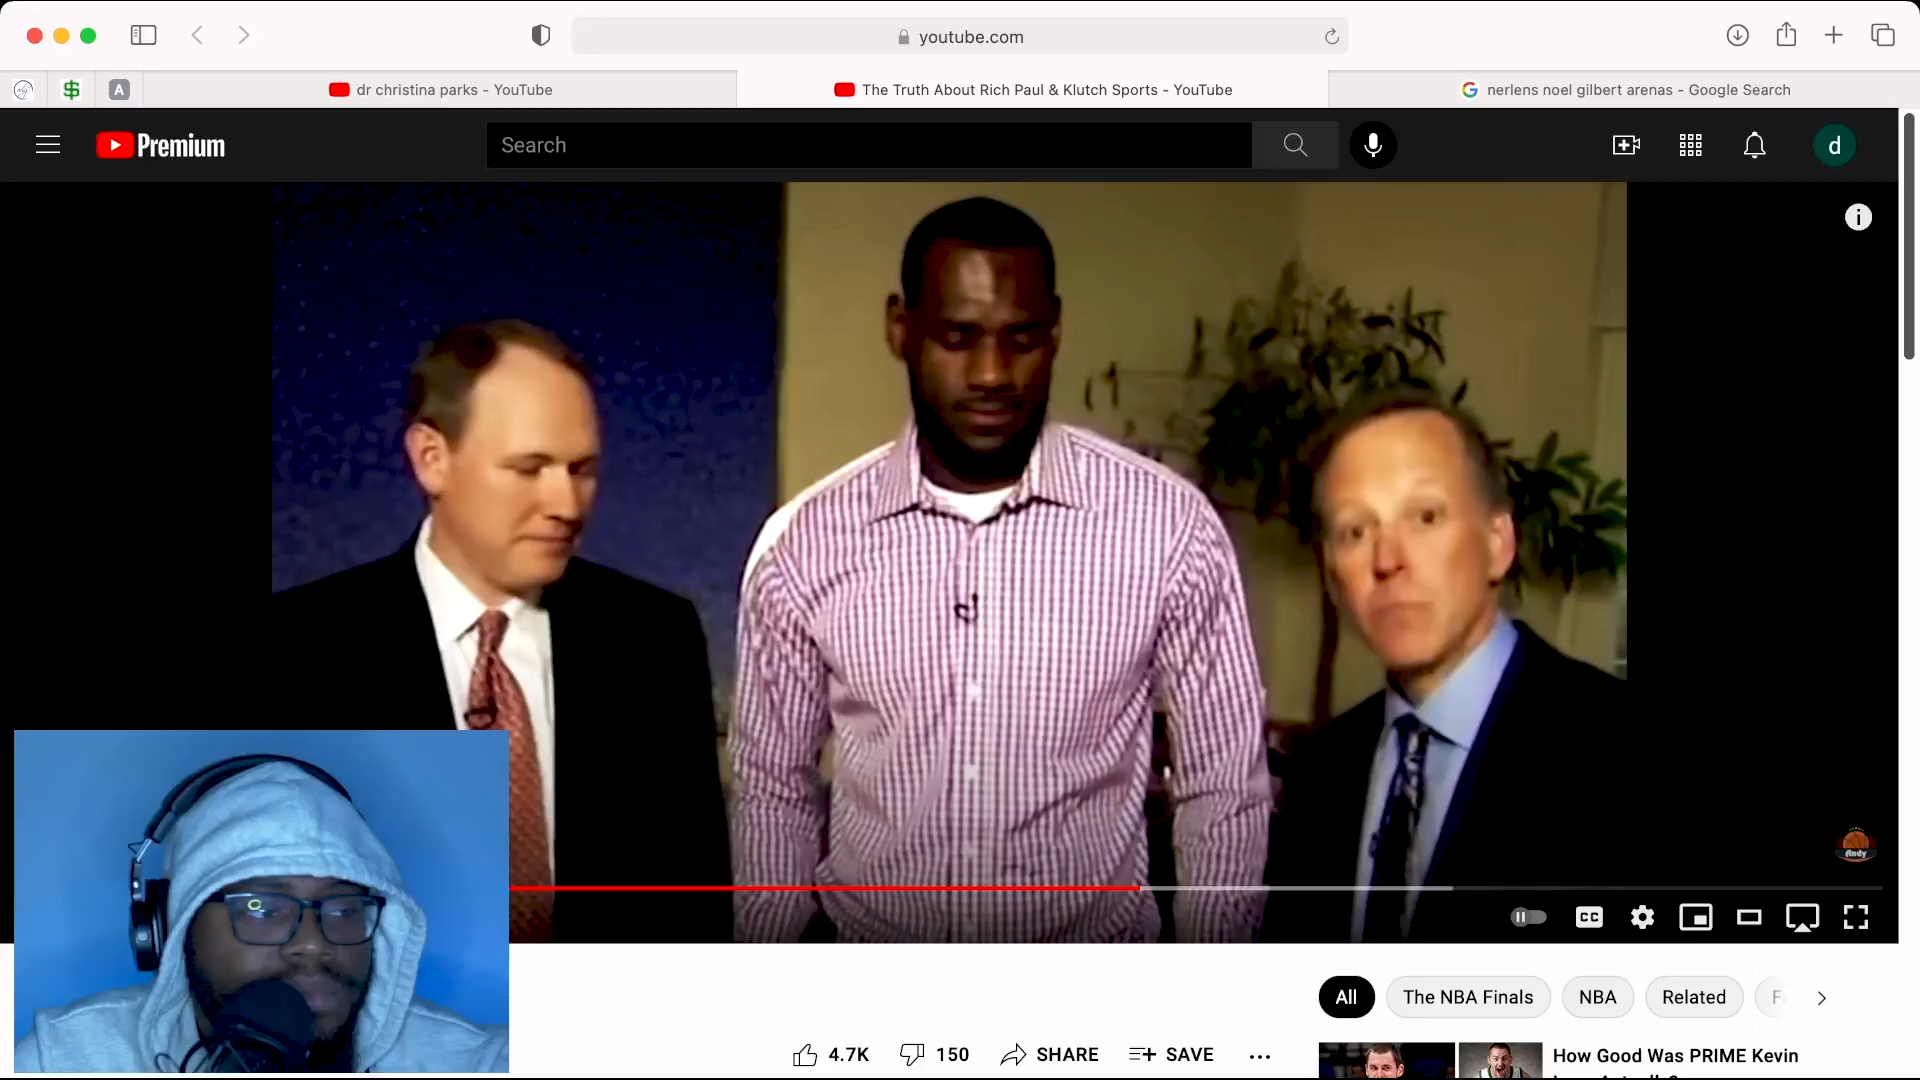 youtube.com
A
dr christina parks - YouTube
The Truth About Rich Paul & Klutch Sports - YouTube
nerlens noel gilbert arenas - Google Search
Premium
Search
d
i
Andy
CC
All
The NBA Finals
NBA
Related
F
4.7K
150
SHARE
SAVE
How Good Was PRIME Kevin